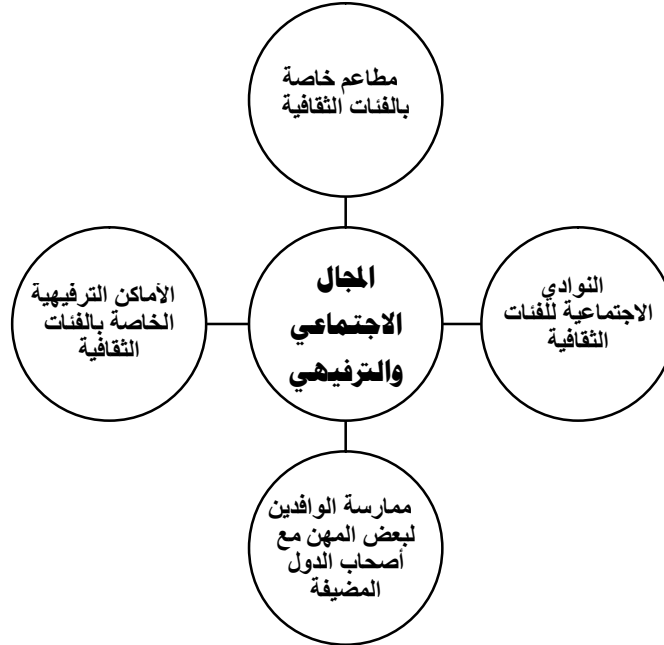 مطاعم خاصة
بالفئات الثقافية
النوادي
الاجتماعية للفئات
الثقافية
المجال
الاجتماعي
والترفيهي
الأماكن الترفيهية
الخاصة بالفئات
الثقافية
ممارسة الوافدين
لبعض المهن مع
أصحاب الدول
المضيفة